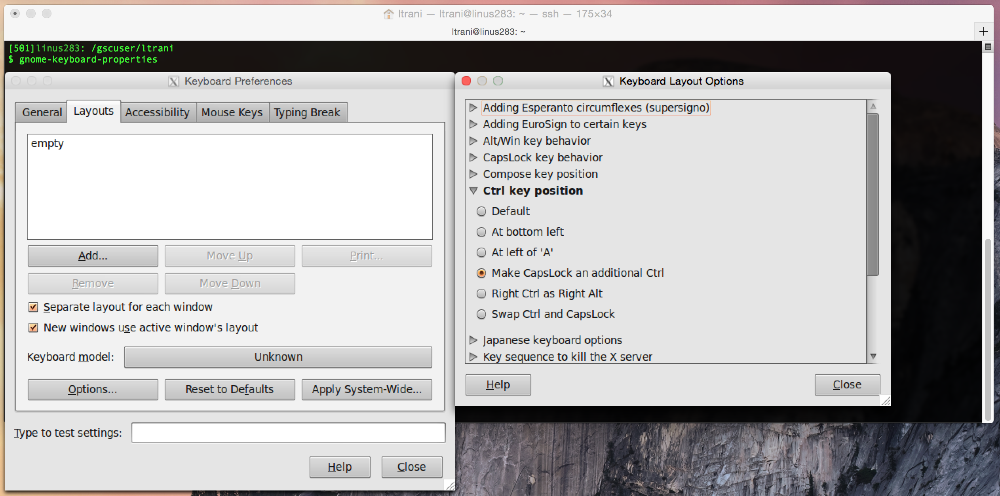 ltrani — ltrani@linus283: ~ — ssh — 175×34
ltrani@linus283: ~
[501]linus283: /gscuser/ltrani
$ gnome-keyboard-properties
Keyboard Preferences
General Layouts Accessibility Mouse Keys Typing Break
empty
Add... Move Up Print...
Remove Move Down
Separate layout for each window
New windows use active window's layout
Keyboard model: Unknown
Options... Reset to Defaults Apply System-Wide...
Type to test settings:
Help Close
Keyboard Layout Options
Adding Esperanto circumflexes (supersigno)
Adding EuroSign to certain keys
Alt/Win key behavior
CapsLock key behavior
Compose key position
Ctrl key position
Default
At bottom left
At left of 'A'
Make CapsLock an additional Ctrl
Right Ctrl as Right Alt
Swap Ctrl and CapsLock
Japanese keyboard options
Key sequence to kill the X server
Help Close